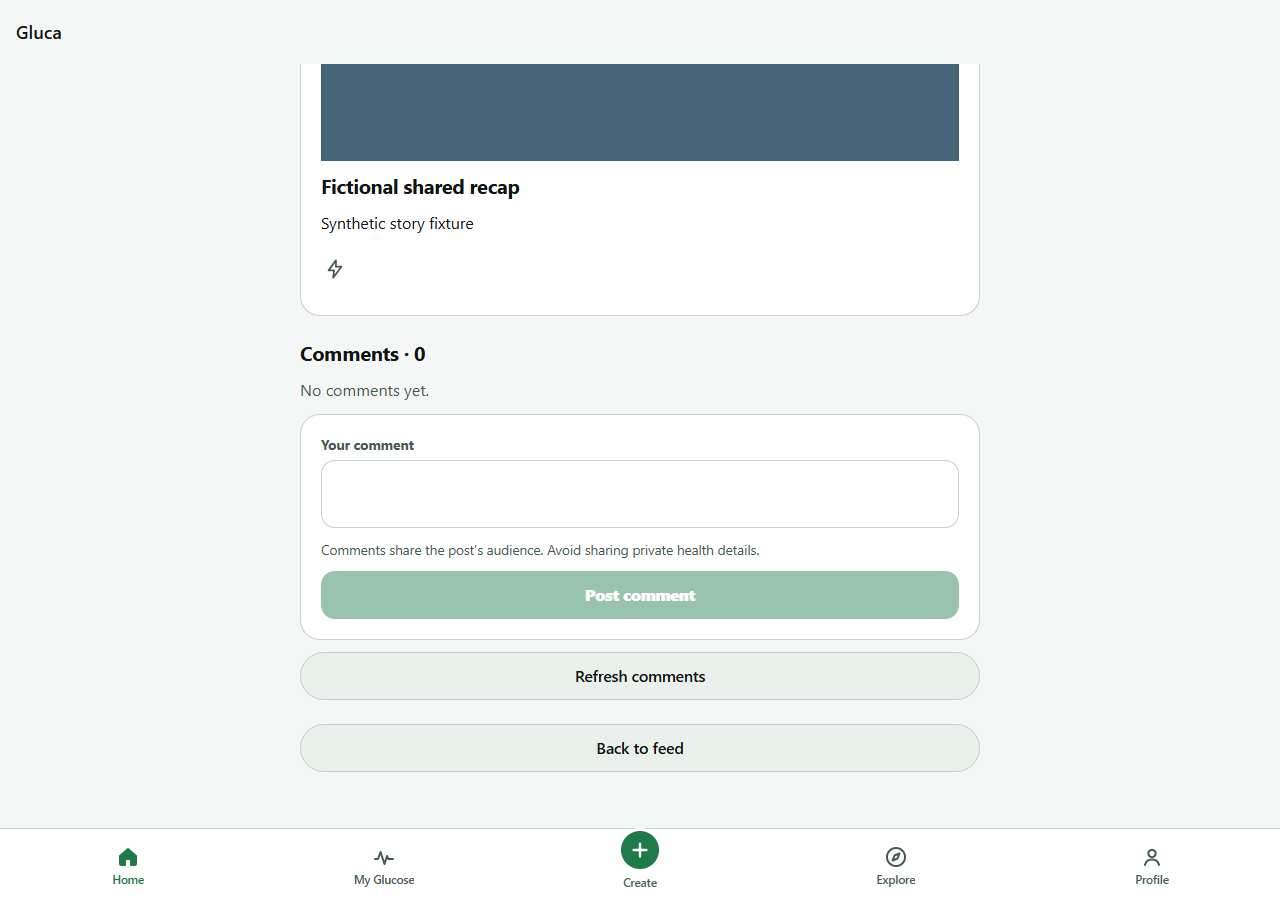 Gluca
Fictional shared recap
Synthetic story fixture
Comments · 0
No comments yet.
Your comment
Comments share the post's audience. Avoid sharing private health details.
Post comment
Refresh comments
Back to feed
Home
My Glucose
Create
Explore
Profile